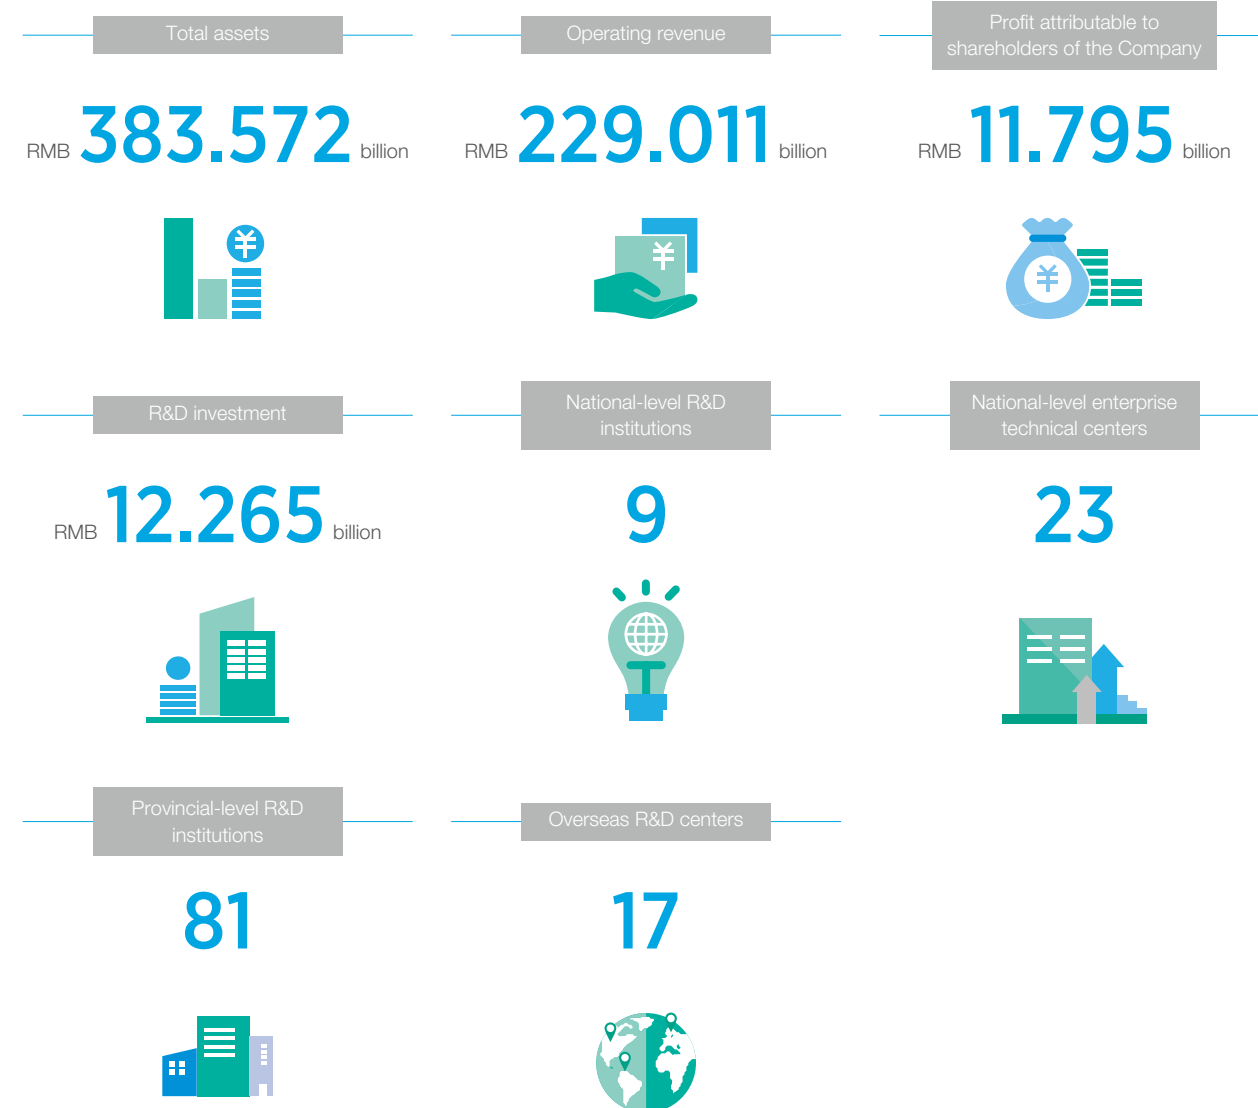 Total assets
RMB 383.572 billion
Operating revenue
RMB 229.011 billion
Profit attributable to
shareholders of the Company
RMB 11.795 billion
R&D investment
RMB 12.265 billion
National-level R&D
institutions
9
National-level enterprise
technical centers
23
Provincial-level R&D
institutions
81
Overseas R&D centers
17